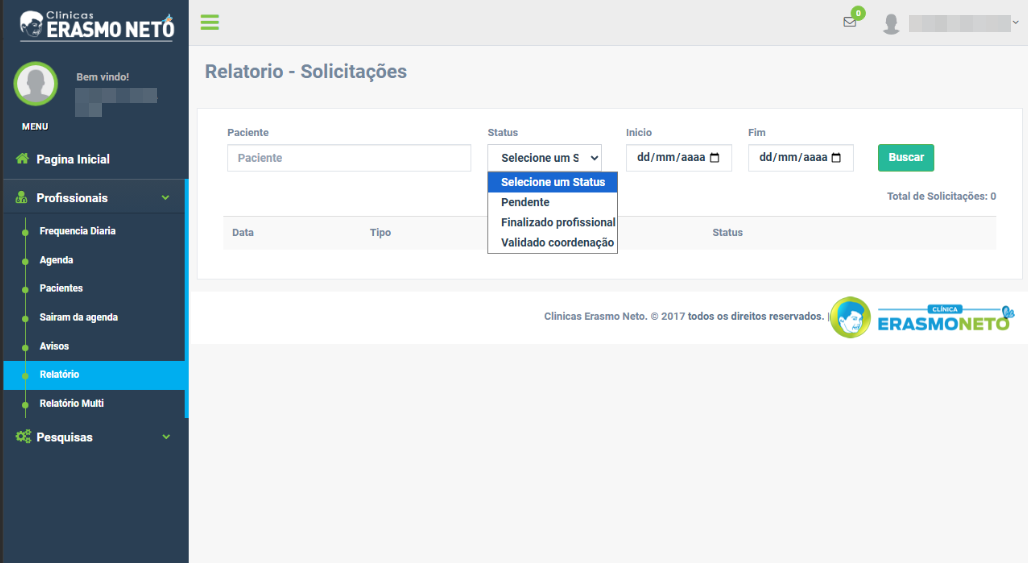 Clinicas
ERASMO NETO
0
Bem vindo!
MENU
Pagina Inicial
Profissionais
Frequencia Diaria
Agenda
Pacientes
Sairam da agenda
Avisos
Relatório
Relatório Multi
Pesquisas
Relatorio - Solicitações
Paciente
Status
Inicio
Fim
Paciente
Selecione um S
dd/mm/aaaa
dd/mm/aaaa
Buscar
Selecione um Status
Pendente
Finalizado profissional
Validado coordenação
Total de Solicitações: 0
Data
Tipo
Status
Clinicas Erasmo Neto. © 2017 todos os direitos reservados. |
CLÍNICA
ERASMONETO